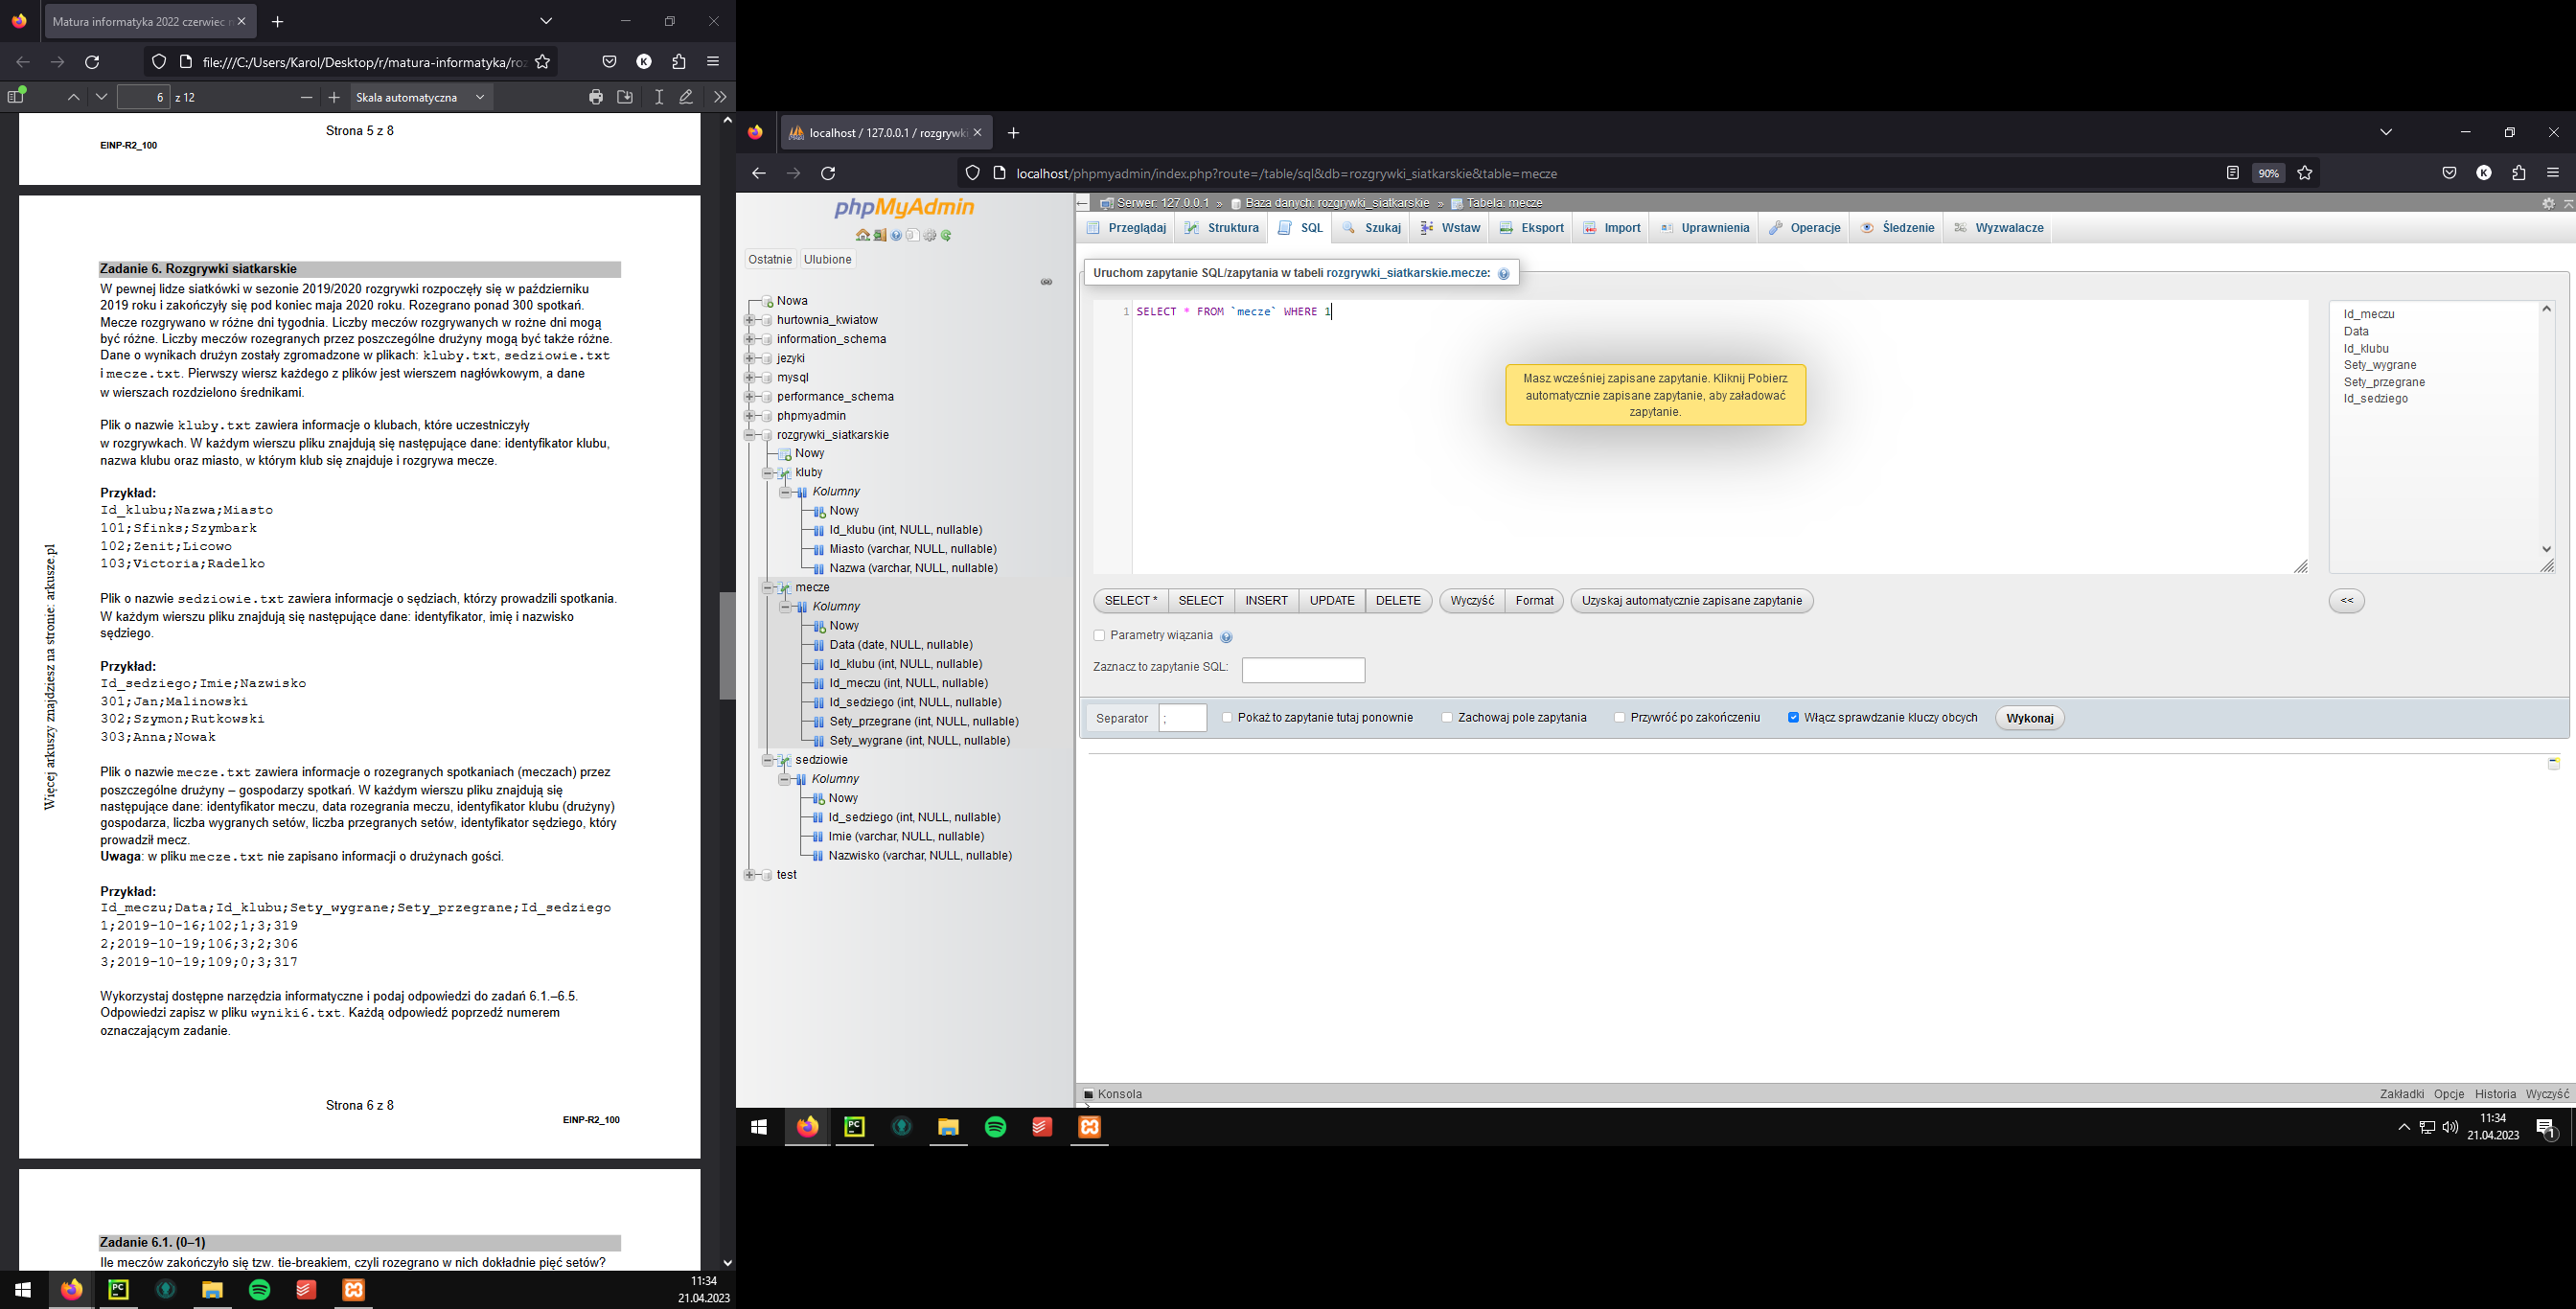 Matura informatyka 2022 czerwiec
file:///C:/Users/Karol/Desktop/r/matura-informatyka/roz
K
6 z 12
Skala automatyczna
Strona 5 z 8
EINP-R2_100
Zadanie 6. Rozgrywki siatkarskie
W pewnej lidze siatkówki w sezonie 2019/2020 rozgrywki rozpoczęły się w październiku
2019 roku i zakończyły się pod koniec maja 2020 roku. Rozegrano ponad 300 spotkań.
Mecze rozgrywano w różne dni tygodnia. Liczby meczów rozgrywanych w rożne dni mogą
być różne. Liczby meczów rozegranych przez poszczególne drużyny mogą być także różne.
Dane o wynikach drużyn zostały zgromadzone w plikach: kluby.txt, sedziowie.txt
i mecze.txt. Pierwszy wiersz każdego z plików jest wierszem nagłówkowym, a dane
w wierszach rozdzielono średnikami.
Plik o nazwie kluby.txt zawiera informacje o klubach, które uczestniczyły
w rozgrywkach. W każdym wierszu pliku znajdują się następujące dane: identyfikator klubu,
nazwa klubu oraz miasto, w którym klub się znajduje i rozgrywa mecze.
Przykład:
Id_klubu;Nazwa;Miasto
101;Sfinks;Szymbark
102;Zenit;Licowo
103;Victoria;Radelko
Plik o nazwie sedziowie.txt zawiera informacje o sędziach, którzy prowadzili spotkania.
W każdym wierszu pliku znajdują się następujące dane: identyfikator, imię i nazwisko
sędziego.
Przykład:
Id_sedziego;Imie;Nazwisko
301;Jan;Malinowski
302;Szymon;Rutkowski
303;Anna;Nowak
Plik o nazwie mecze.txt zawiera informacje o rozegranych spotkaniach (meczach) przez
poszczególne drużyny – gospodarzy spotkań. W każdym wierszu pliku znajdują się
następujące dane: identyfikator meczu, data rozegrania meczu, identyfikator klubu (drużyny)
gospodarza, liczba wygranych setów, liczba przegranych setów, identyfikator sędziego, który
prowadził mecz.
Uwaga: w pliku mecze.txt nie zapisano informacji o drużynach gości.
Przykład:
Id_meczu;Data;Id_klubu;Sety_wygrane;Sety_przegrane;Id_sedziego
1;2019-10-16;102;1;3;319
2;2019-10-19;106;3;2;306
3;2019-10-19;109;0;3;317
Wykorzystaj dostępne narzędzia informatyczne i podaj odpowiedzi do zadań 6.1.–6.5.
Odpowiedzi zapisz w pliku wyniki6.txt. Każdą odpowiedź poprzedź numerem
oznaczającym zadanie.
Więcej arkuszy znajdziesz na stronie: arkusze.pl
Strona 6 z 8
EINP-R2_100
Zadanie 6.1. (0–1)
Ile meczów zakończyło się tzw. tie-breakiem, czyli rozegrano w nich dokładnie pięć setów?
PC
11:34
21.04.2023
localhost / 127.0.0.1 / rozgrywki
localhost/phpmyadmin/index.php?route=/table/sql&db=rozgrywki_siatkarskie&table=mecze
90%
K
phpMyAdmin
Ostatnie Ulubione
Nowa
hurtownia_kwiatow
information_schema
jezyki
mysql
performance_schema
phpmyadmin
rozgrywki_siatkarskie
Nowy
kluby
Kolumny
Nowy
Id_klubu (int, NULL, nullable)
Miasto (varchar, NULL, nullable)
Nazwa (varchar, NULL, nullable)
mecze
Kolumny
Nowy
Data (date, NULL, nullable)
Id_klubu (int, NULL, nullable)
Id_meczu (int, NULL, nullable)
Id_sedziego (int, NULL, nullable)
Sety_przegrane (int, NULL, nullable)
Sety_wygrane (int, NULL, nullable)
sedziowie
Kolumny
Nowy
Id_sedziego (int, NULL, nullable)
Imie (varchar, NULL, nullable)
Nazwisko (varchar, NULL, nullable)
test
Serwer: 127.0.0.1 » Baza danych: rozgrywki_siatkarskie » Tabela: mecze
Przeglądaj Struktura SQL Szukaj Wstaw Eksport Import Uprawnienia Operacje Śledzenie Wyzwalacze
Uruchom zapytanie SQL/zapytania w tabeli rozgrywki_siatkarskie.mecze:
1 SELECT * FROM `mecze` WHERE 1
Masz wcześniej zapisane zapytanie. Kliknij Pobierz
automatycznie zapisane zapytanie, aby załadować
zapytanie.
Id_meczu
Data
Id_klubu
Sety_wygrane
Sety_przegrane
Id_sedziego
SELECT * SELECT INSERT UPDATE DELETE Wyczyść Format Uzyskaj automatycznie zapisane zapytanie <<
Parametry wiązania
Zaznacz to zapytanie SQL:
Separator ; Pokaż to zapytanie tutaj ponownie Zachowaj pole zapytania Przywróć po zakończeniu Włącz sprawdzanie kluczy obcych Wykonaj
Konsola Zakładki Opcje Historia Wyczyść
>
PC
11:34
21.04.2023
1